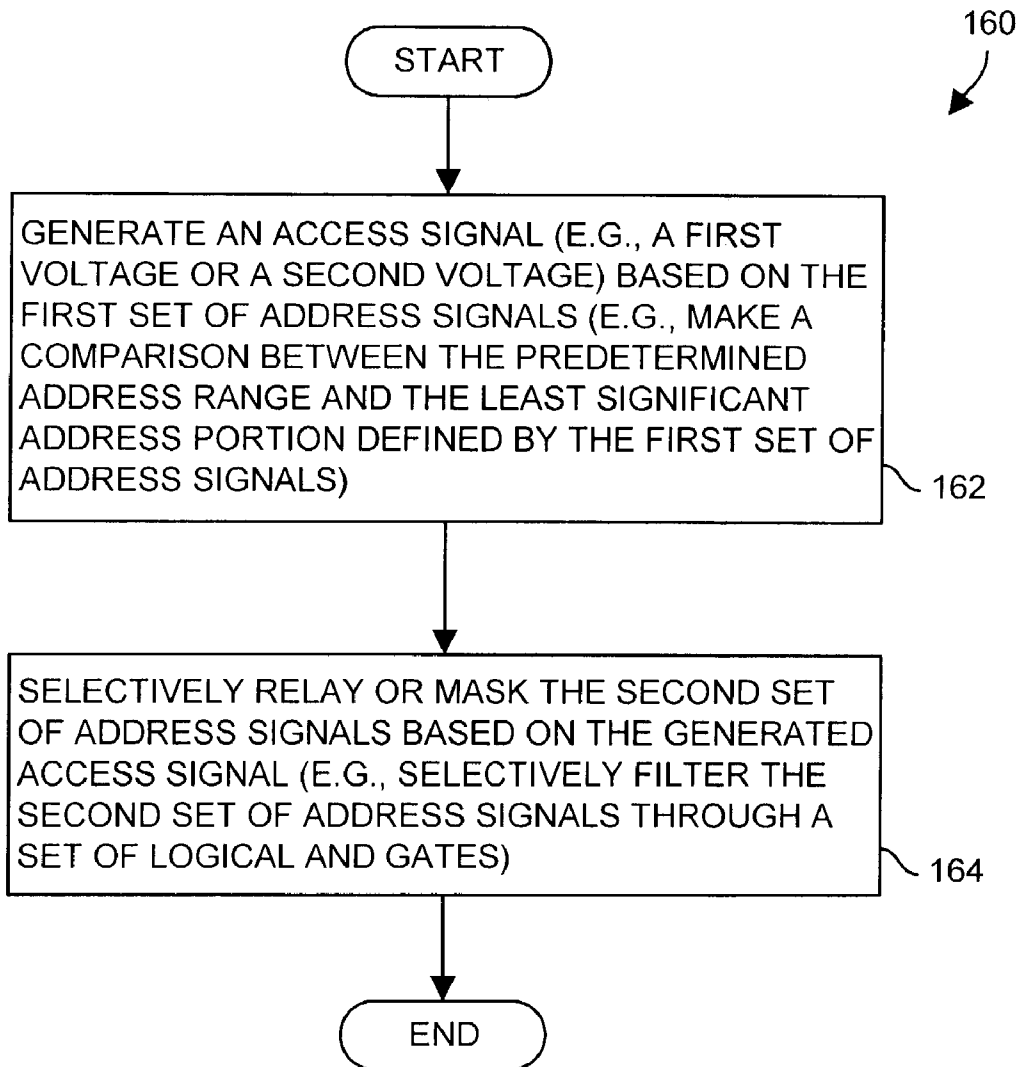 160
START
GENERATE AN ACCESS SIGNAL (E.G., A FIRST
VOLTAGE OR A SECOND VOLTAGE) BASED ON THE
FIRST SET OF ADDRESS SIGNALS (E.G., MAKE A
COMPARISON BETWEEN THE PREDETERMINED
ADDRESS RANGE AND THE LEAST SIGNIFICANT
ADDRESS PORTION DEFINED BY THE FIRST SET OF
ADDRESS SIGNALS)
162
SELECTIVELY RELAY OR MASK THE SECOND SET
OF ADDRESS SIGNALS BASED ON THE GENERATED
ACCESS SIGNAL (E.G., SELECTIVELY FILTER THE
SECOND SET OF ADDRESS SIGNALS THROUGH A
SET OF LOGICAL AND GATES)
164
END